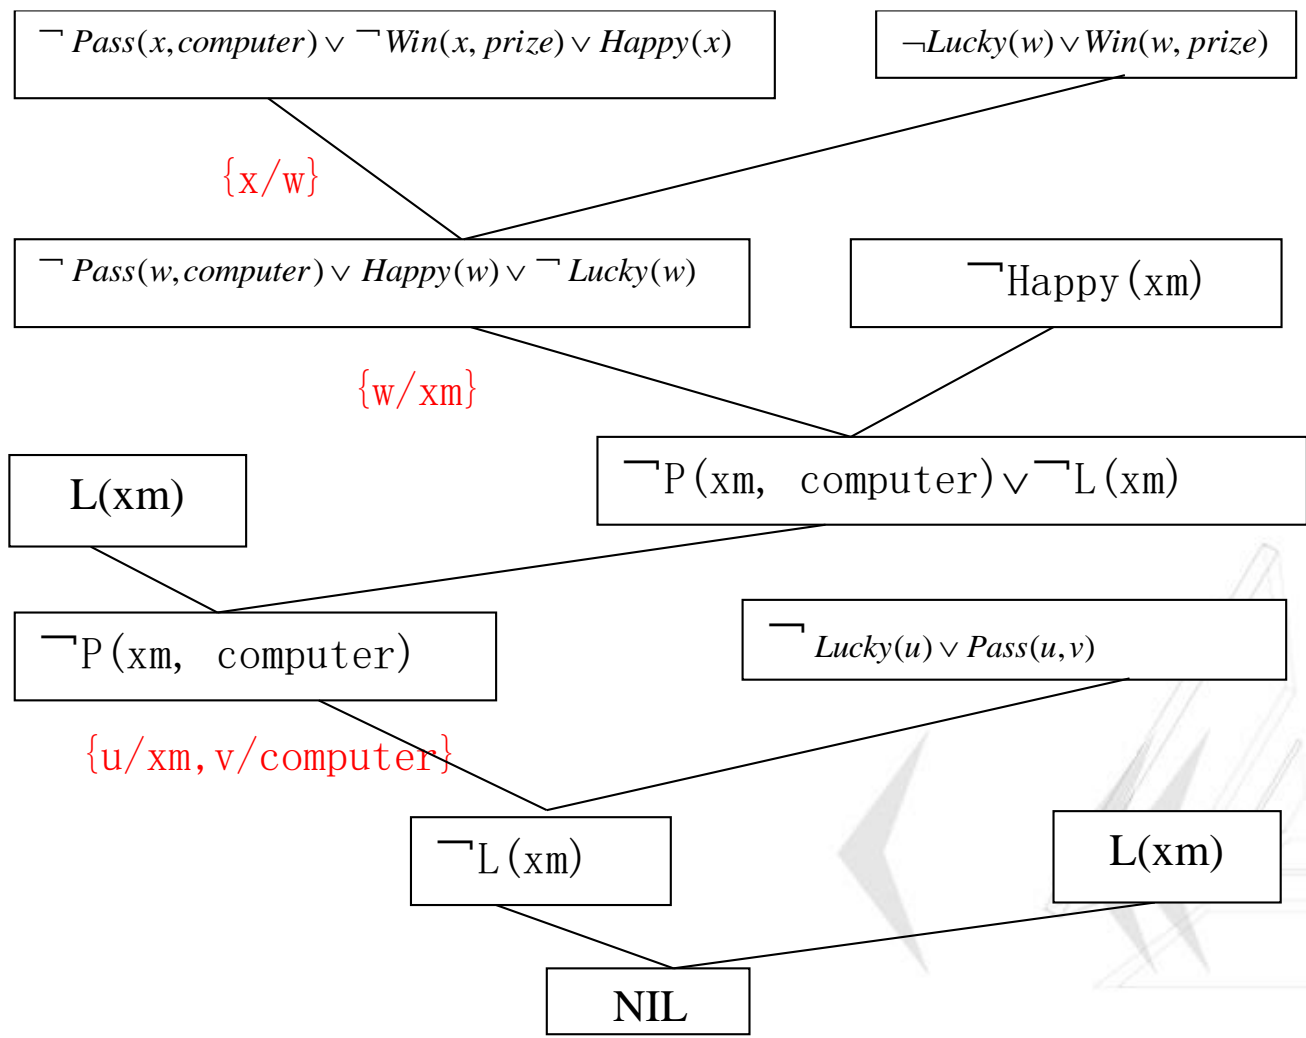 ¬ Pass(x,computer) ∨ ¬ Win(x, prize) ∨ Happy(x)
¬Lucky(w) ∨ Win(w, prize)
{x/w}
¬ Pass(w,computer) ∨ Happy(w) ∨ ¬ Lucky(w)
¬Happy(xm)
{w/xm}
L(xm)
¬P(xm, computer)∨¬L(xm)
¬P(xm, computer)
¬ Lucky(u) ∨ Pass(u,v)
{u/xm,v/computer}
¬L(xm)
L(xm)
NIL